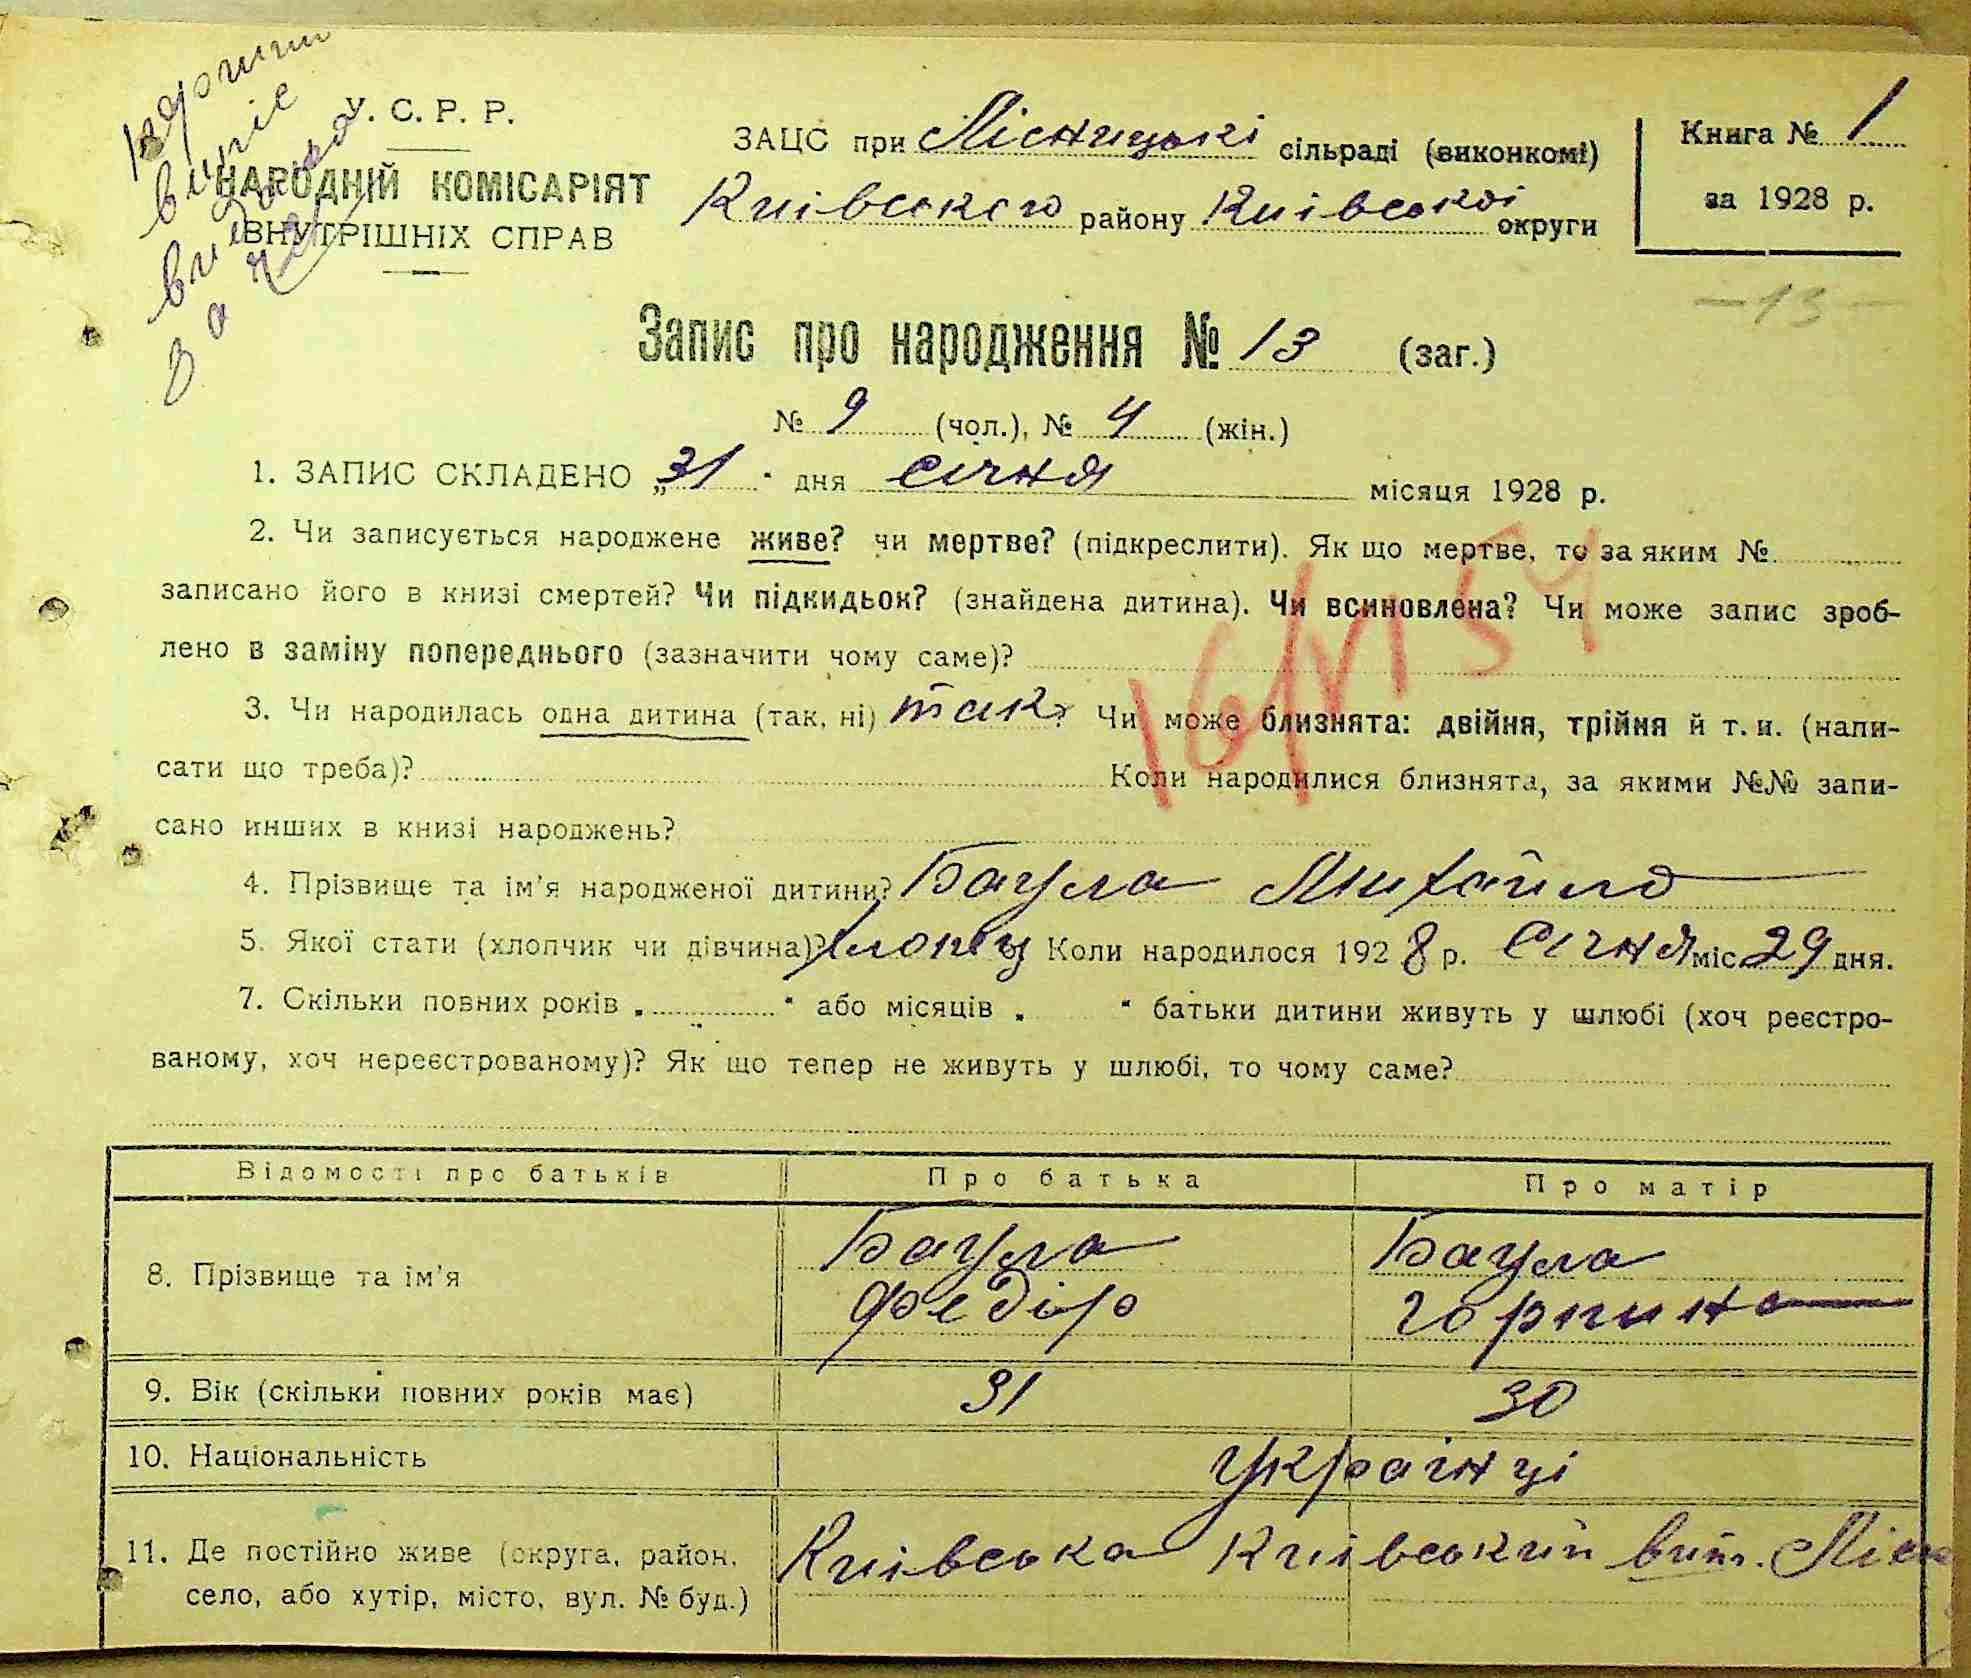 У. С. Р. Р.
НАРОДНІЙ КОМІСАРІЯТ
ВНУТРІШНІХ СПРАВ
ЗАЦС при Лісницькі сільраді (виконкомі)
Київського району Київської округи
Книга № 1
за 1928 р.
— 13 —
Запис про народження № 13 (заг.)
№ 9 (чол.), № 4 (жін.)
1. ЗАПИС СКЛАДЕНО „31" дня січня місяця 1928 р.
2. Чи записується народжене живе? чи мертве? (підкреслити). Як що мертве, то за яким №
записано його в книзі смертей? Чи підкидьок? (знайдена дитина). Чи всиновлена? Чи може запис зроб-
лено в заміну попереднього (зазначити чому саме)?
3. Чи народилась одна дитина (так, ні) так? Чи може близнята: двійня, трійня й т. и. (напи-
сати що треба)? Коли народилися близнята, за якими №№ запи-
сано инших в книзі народжень?
4. Прізвище та ім'я народженої дитини? Баула Михайло
5. Якої стати (хлопчик чи дівчина)? хлопець Коли народилося 1928 р. Січня міс. 29 дня.
7. Скільки повних років „ " або місяців „ " батьки дитини живуть у шлюбі (хоч реєстро-
ваному, хоч нереєстрованому)? Як що тепер не живуть у шлюбі, то чому саме?
Відомості про батьків Про батька Про матір
8. Прізвище та ім'я Баула Федір Баула Горпина
9. Вік (скільки повних років має) 31 30
10. Національність Українці
11. Де постійно живе (округа, район, село, або хутір, місто, вул. № буд.) Київська Київський